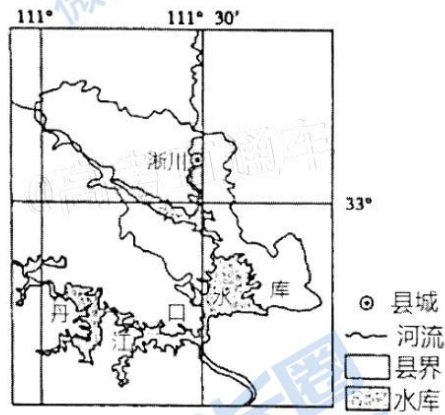 111° 111° 30′
淅川
33°
水 库
丹 江 口
县城
河流
县界
水库